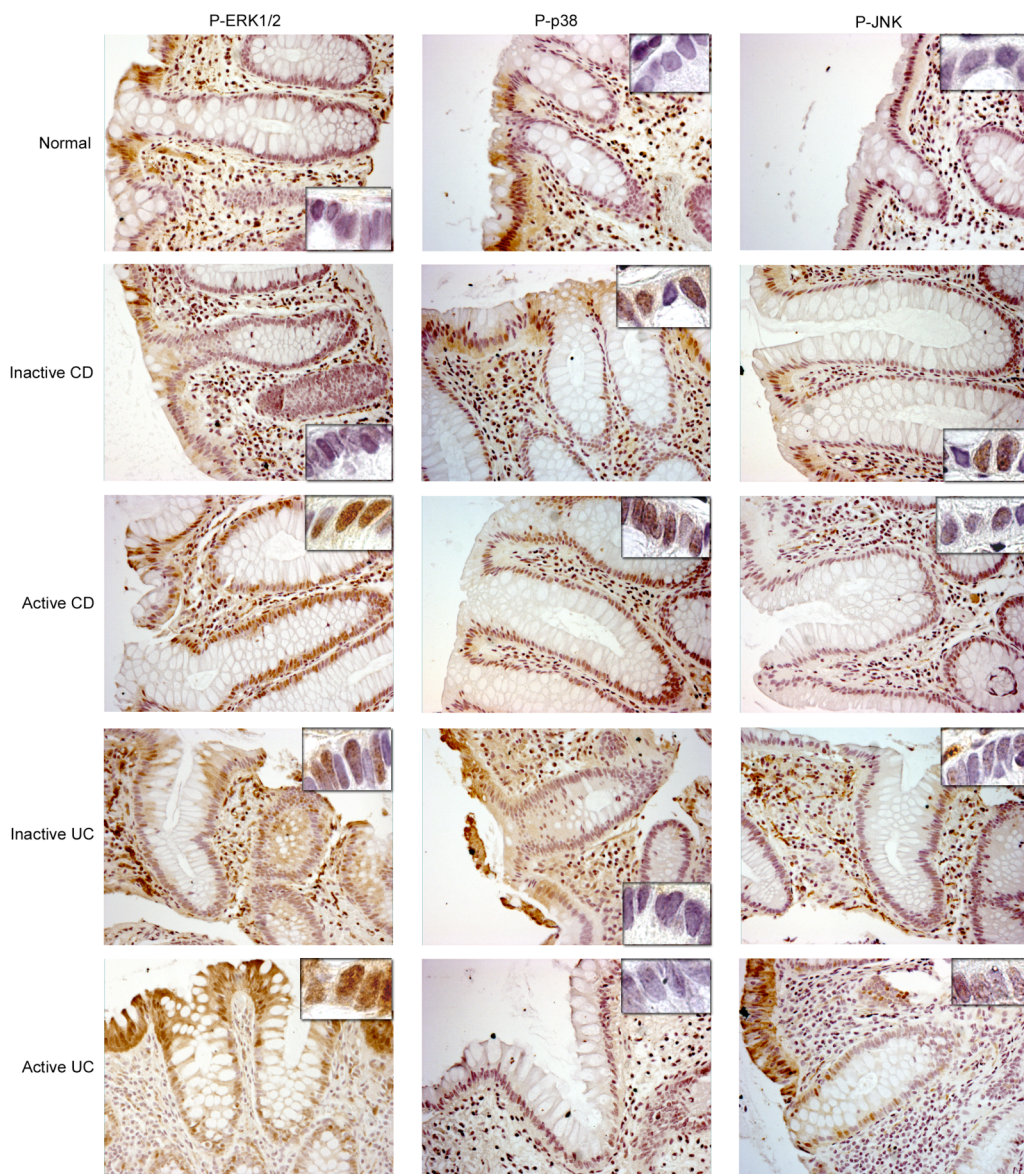 P-ERK1/2 P-p38 P-JNK
Normal
Inactive CD
Active CD
Inactive UC
Active UC